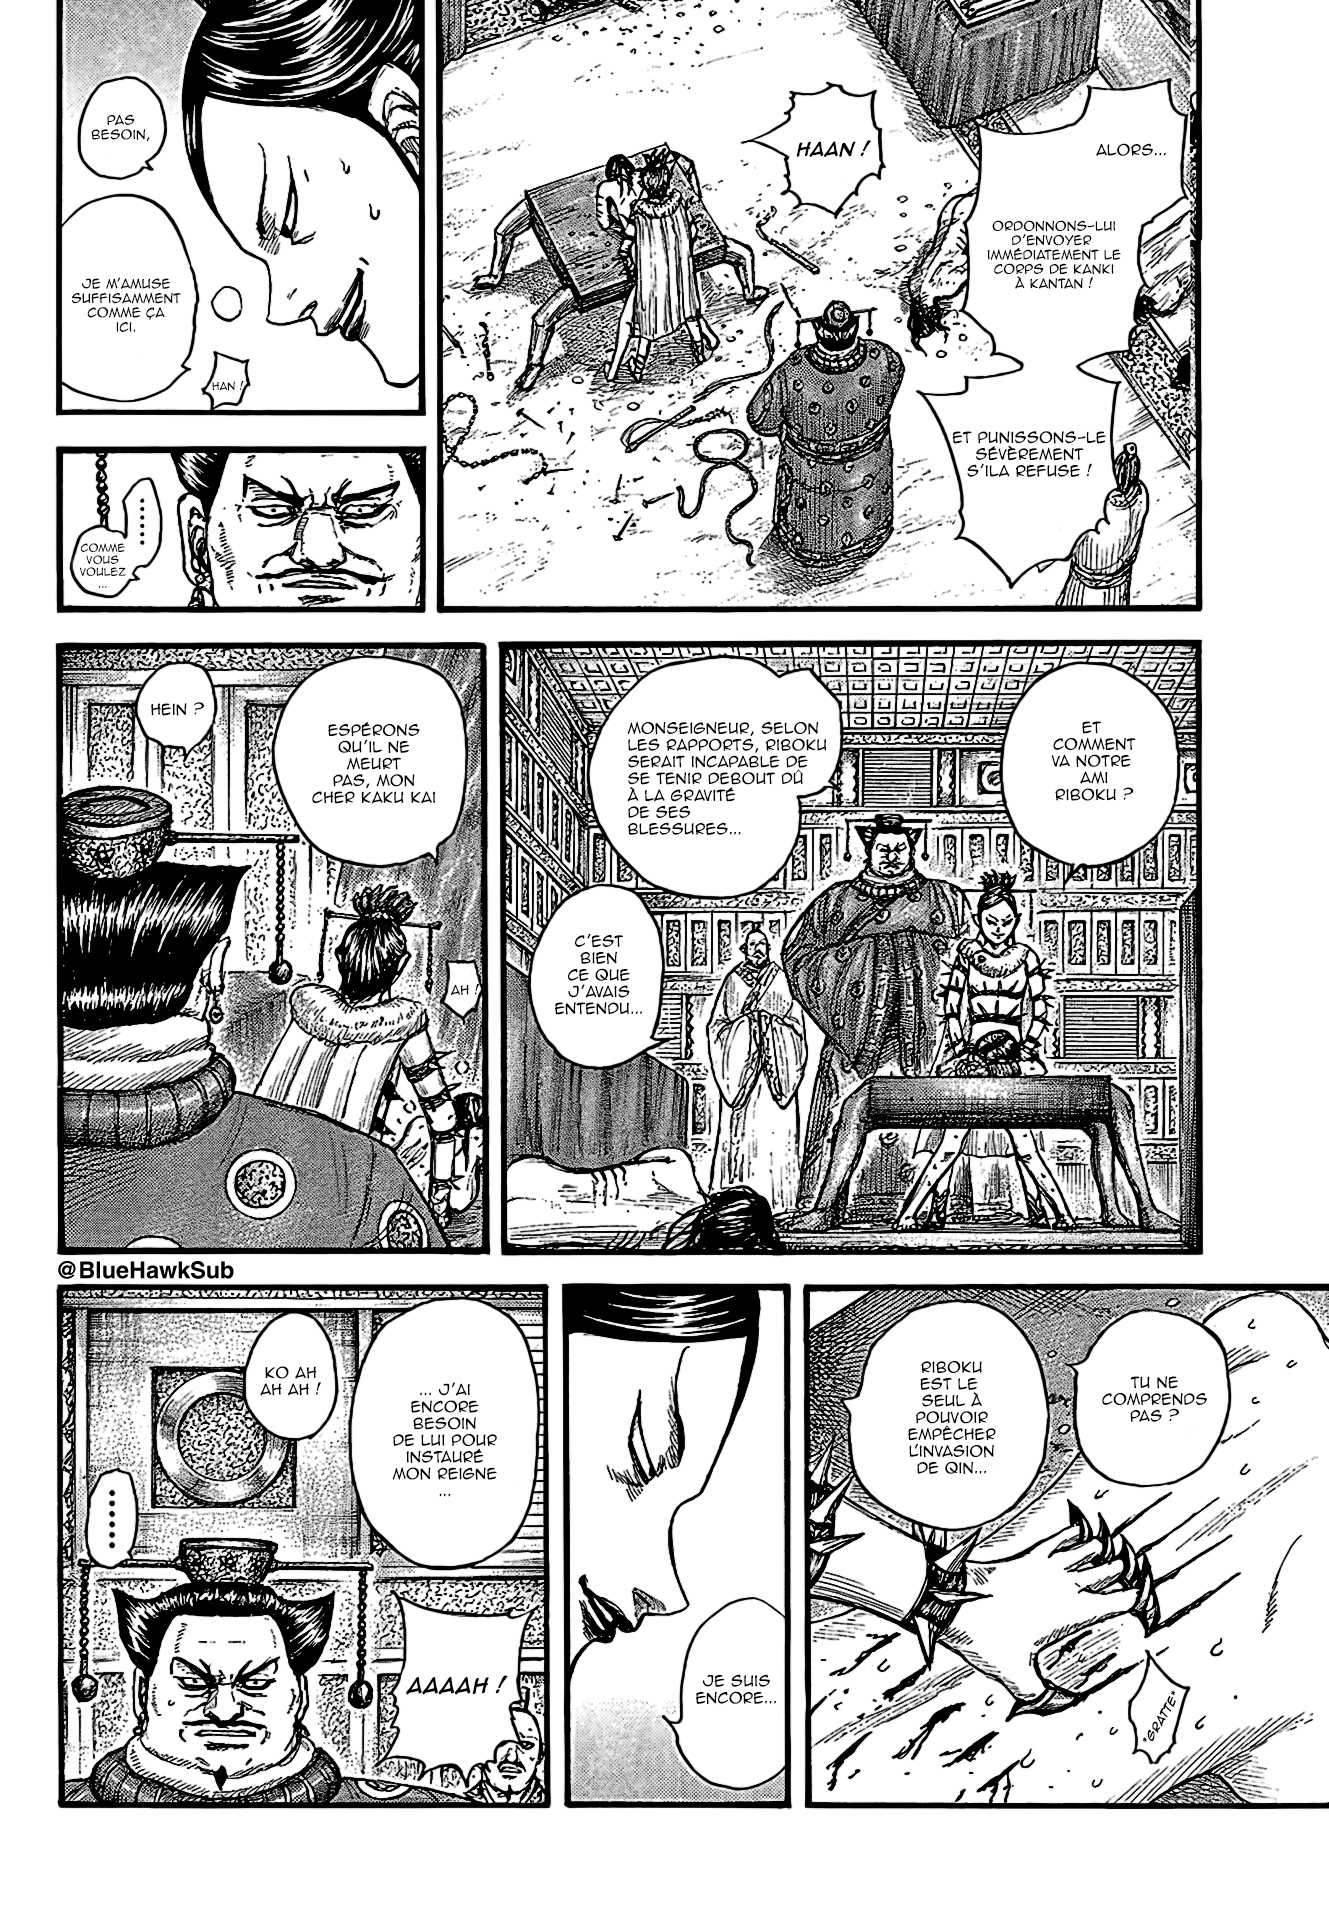 ALORS...
ORDONNONS-LUI
D'ENVOYER
IMMÉDIATEMENT LE
CORPS DE KANKI
À KANTAN !
ET PUNISSONS-LE
SÉVÈREMENT
S'ILA REFUSE !
HAAN !
PAS
BESOIN,
JE M'AMUSE
SUFFISAMMENT
COMME ÇA
ICI.
HAN !
......
COMME
VOUS
VOULEZ
...
ET
COMMENT
VA NOTRE
AMI
RIBOKU ?
MONSEIGNEUR, SELON
LES RAPPORTS, RIBOKU
SERAIT INCAPABLE DE
SE TENIR DEBOUT DÛ
À LA GRAVITÉ
DE SES
BLESSURES...
C'EST
BIEN
CE QUE
J'AVAIS
ENTENDU...
ESPÉRONS
QU'IL NE
MEURT
PAS, MON
CHER KAKU KAI
HEIN ?
AH !
@BlueHawkSub
TU NE
COMPRENDS
PAS ?
RIBOKU
EST LE
SEUL À
POUVOIR
EMPÊCHER
L'INVASION
DE QIN...
*GRATTE*
JE SUIS
ENCORE...
... J'AI
ENCORE
BESOIN
DE LUI POUR
INSTAURÉ
MON REIGNE
...
KO AH
AH AH !
......
AAAAH !